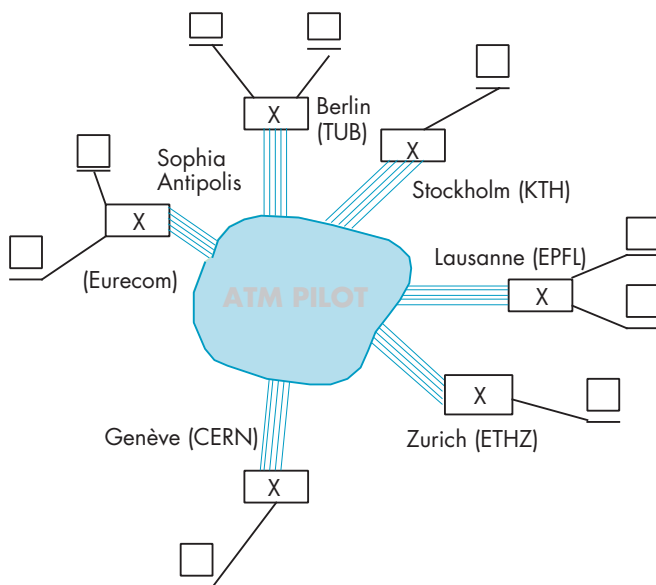 X
Berlin
(TUB)
X
Stockholm (KTH)
Sophia
Antipolis
X
(Eurecom)
Lausanne (EPFL)
X
ATM PILOT
X
Zurich (ETHZ)
Genève (CERN)
X